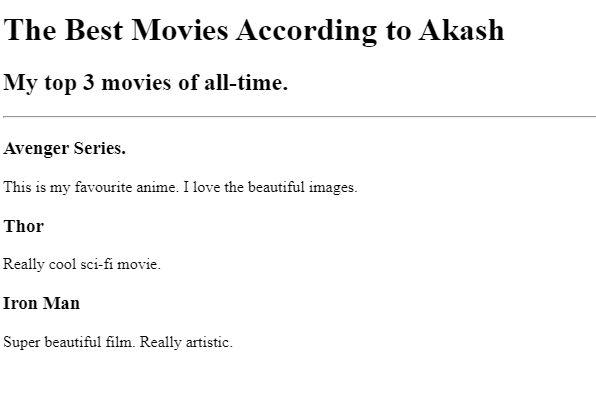 The Best Movies According to Akash
My top 3 movies of all-time.
Avenger Series.
This is my favourite anime. I love the beautiful images.
Thor
Really cool sci-fi movie.
Iron Man
Super beautiful film. Really artistic.